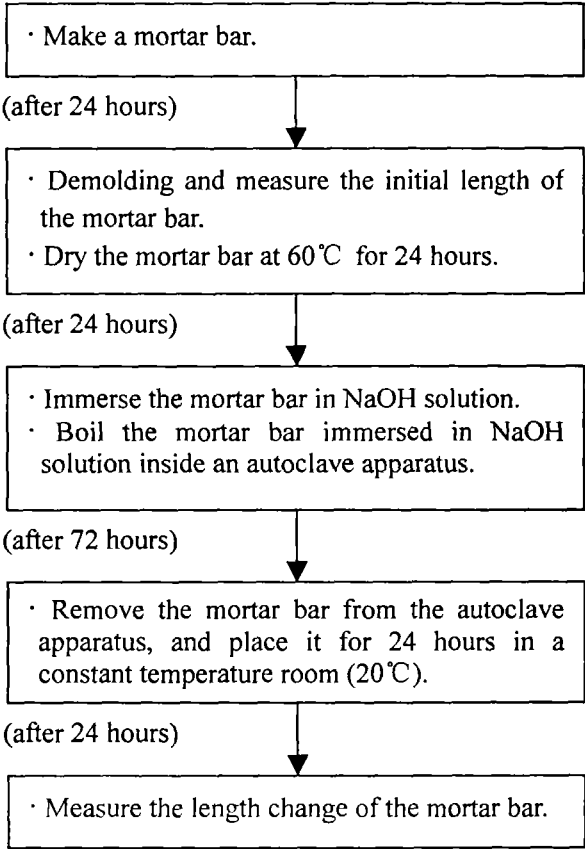 · Make a mortar bar.
(after 24 hours)
· Demolding and measure the initial length of
the mortar bar.
· Dry the mortar bar at 60℃ for 24 hours.
(after 24 hours)
· Immerse the mortar bar in NaOH solution.
· Boil the mortar bar immersed in NaOH
solution inside an autoclave apparatus.
(after 72 hours)
· Remove the mortar bar from the autoclave
apparatus, and place it for 24 hours in a
constant temperature room (20℃).
(after 24 hours)
· Measure the length change of the mortar bar.